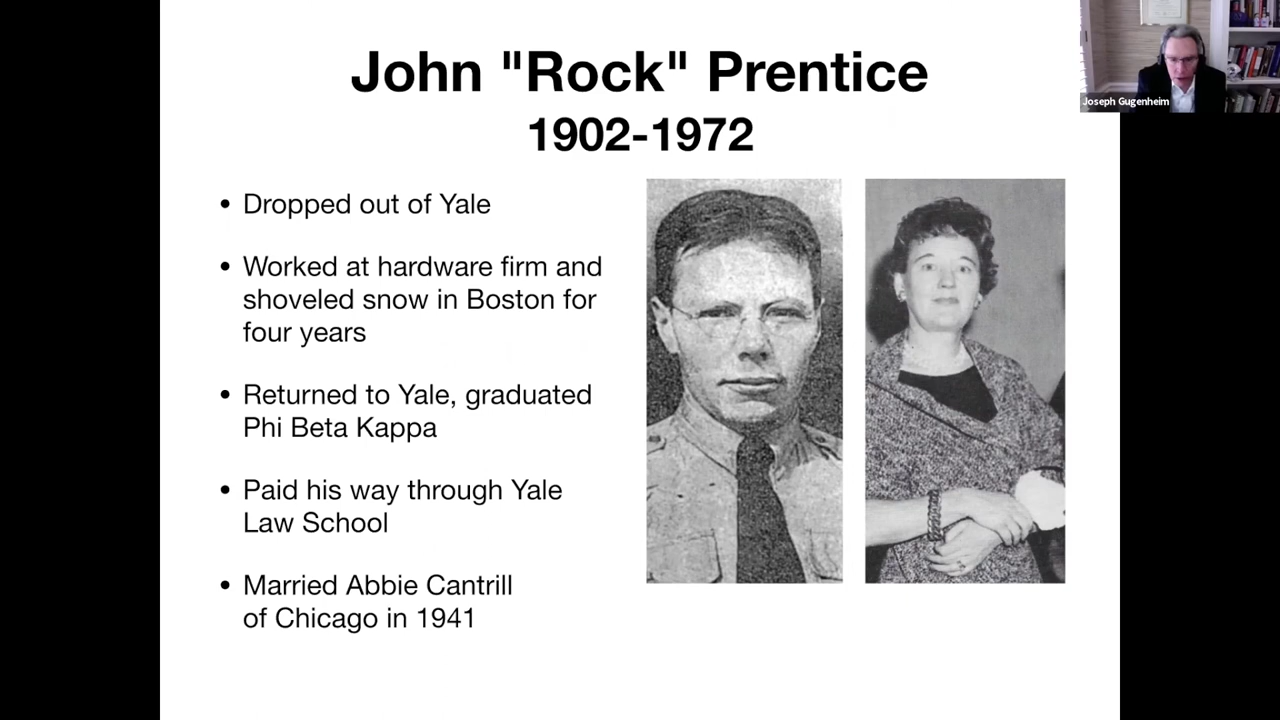 John "Rock" Prentice
1902-1972
Joseph Gugenheim
• Dropped out of Yale
• Worked at hardware firm and
shoveled snow in Boston for
four years
• Returned to Yale, graduated
Phi Beta Kappa
• Paid his way through Yale
Law School
• Married Abbie Cantrill
of Chicago in 1941